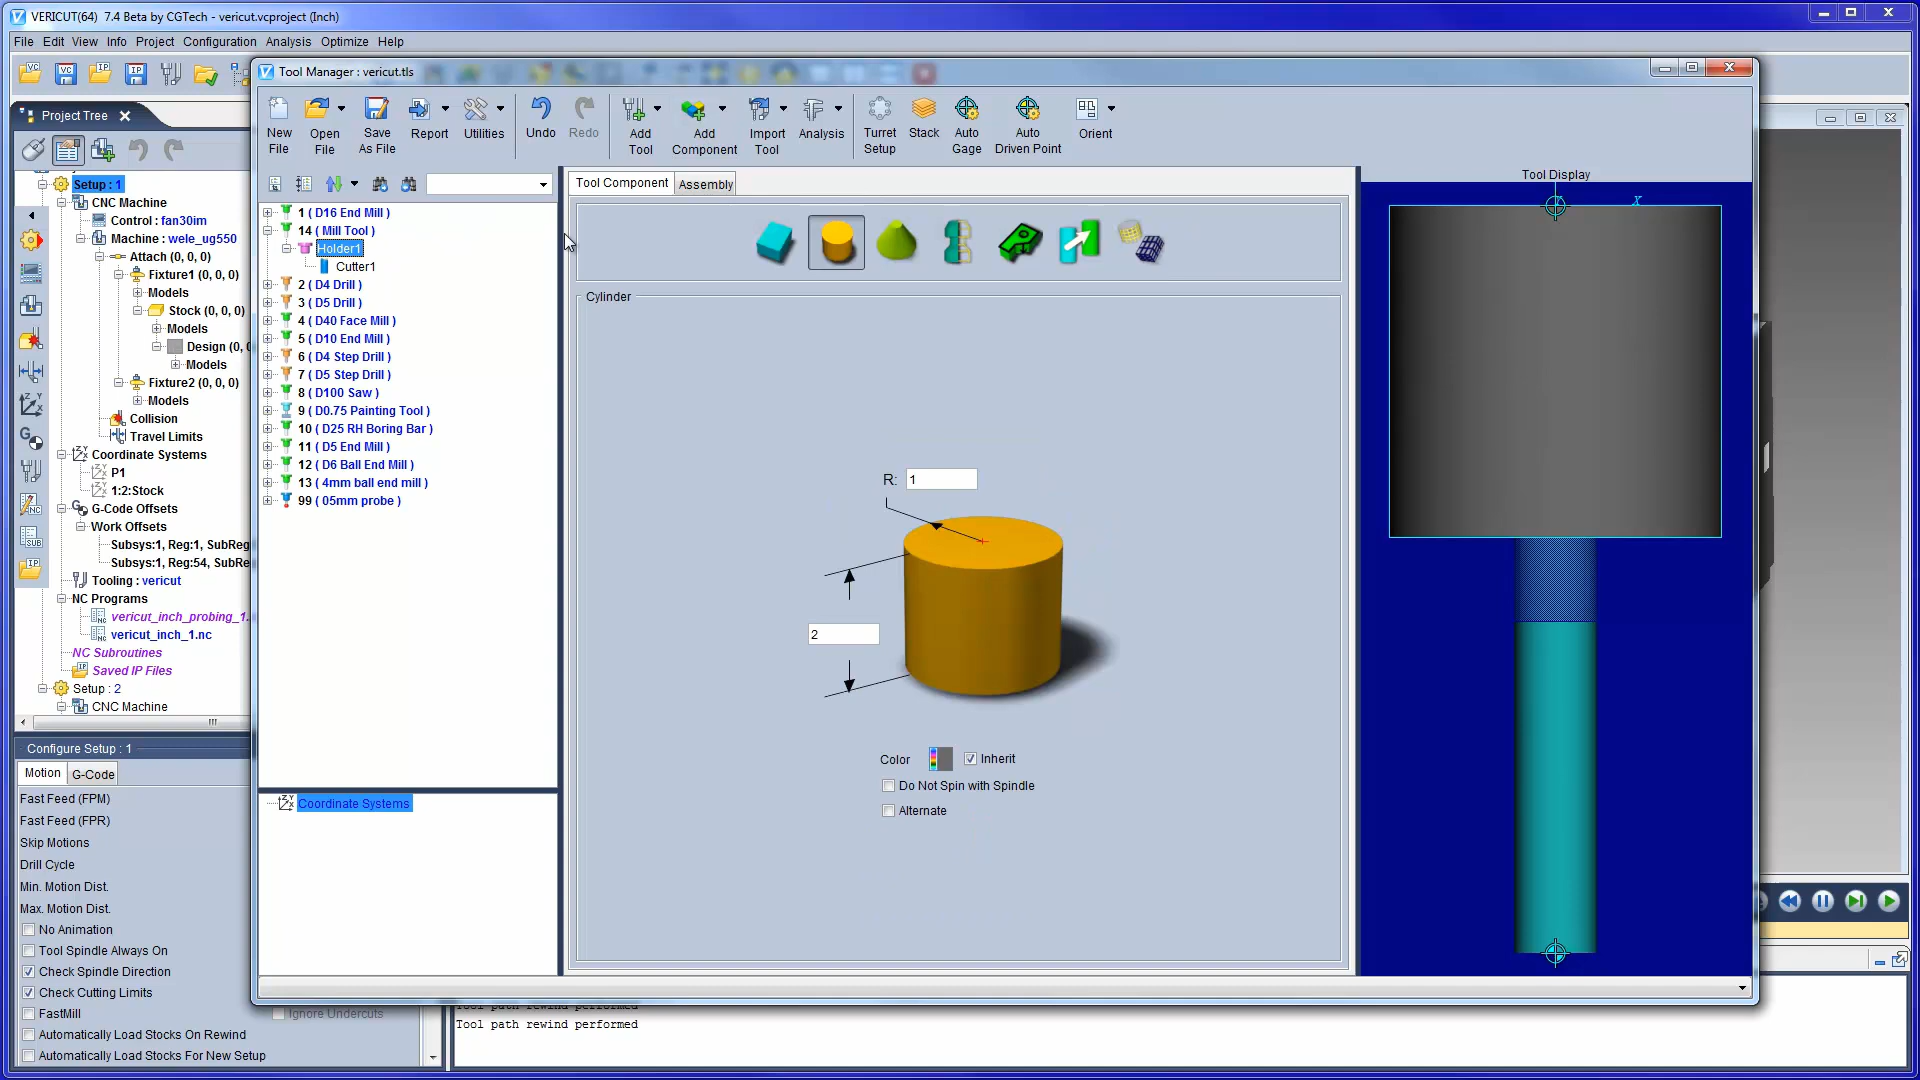 VERICUT(64) 7.4 Beta by CGTech - vericut.vcproject (Inch)
File Edit View Info Project Configuration Analysis Optimize Help
Project Tree
Setup : 1
CNC Machine
Control : fan30im
Machine : wele_ug550
Attach (0, 0, 0)
Fixture1 (0, 0, 0)
Models
Stock (0, 0, 0)
Models
Design (0, 0
Models
Fixture2 (0, 0, 0)
Models
Collision
Travel Limits
Coordinate Systems
P1
1:2:Stock
G-Code Offsets
Work Offsets
Subsys:1, Reg:1, SubReg
Subsys:1, Reg:54, SubRe
Tooling : vericut
NC Programs
vericut_inch_probing_1.
vericut_inch_1.nc
NC Subroutines
Saved IP Files
Setup : 2
CNC Machine
Configure Setup : 1
Motion G-Code
Fast Feed (FPM)
Fast Feed (FPR)
Skip Motions
Drill Cycle
Min. Motion Dist.
Max. Motion Dist.
No Animation
Tool Spindle Always On
Check Spindle Direction
Check Cutting Limits
FastMill Ignore Undercuts
Automatically Load Stocks On Rewind
Automatically Load Stocks For New Setup
Tool Manager : vericut.tls
New File
Open File
Save As File
Report
Utilities
Undo
Redo
Add Tool
Add Component
Import Tool
Analysis
Turret Setup
Stack
Auto Gage
Auto Driven Point
Orient
1 ( D16 End Mill )
14 ( Mill Tool )
Holder1
Cutter1
2 ( D4 Drill )
3 ( D5 Drill )
4 ( D40 Face Mill )
5 ( D10 End Mill )
6 ( D4 Step Drill )
7 ( D5 Step Drill )
8 ( D100 Saw )
9 ( D0.75 Painting Tool )
10 ( D25 RH Boring Bar )
11 ( D5 End Mill )
12 ( D6 Ball End Mill )
13 ( 4mm ball end mill )
99 ( 05mm probe )
Coordinate Systems
Tool Component Assembly
Cylinder
R: 1
2
Color Inherit
Do Not Spin with Spindle
Alternate
Tool Display
X
Tool path rewind performed
Tool path rewind performed